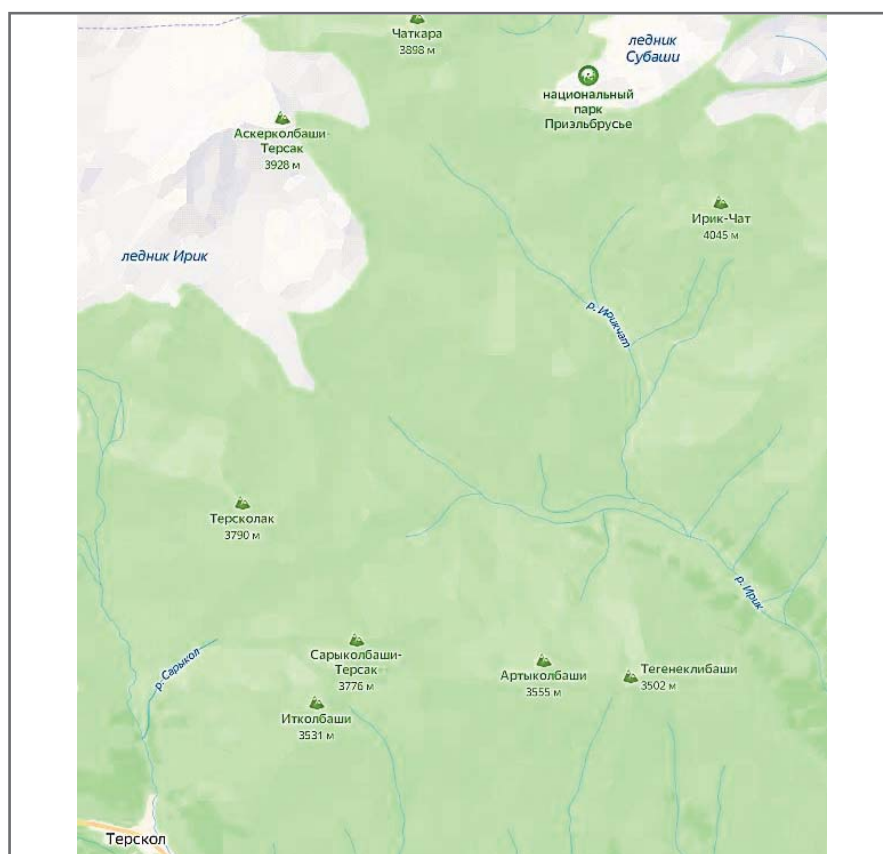 Чаткара
3898 м
ледник
Субаши
национальный
парк
Приэльбрусье
Аскерколбаши-
Терсак
3928 м
Ирик-Чат
4045 м
ледник Ирик
р. Ирикчат
Терсколак
3790 м
р. Ирик
р. Сарыкол
Сарыколбаши-
Терсак
3776 м
Артыколбаши
3555 м
Тегенеклибаши
3502 м
Итколбаши
3531 м
Терскол